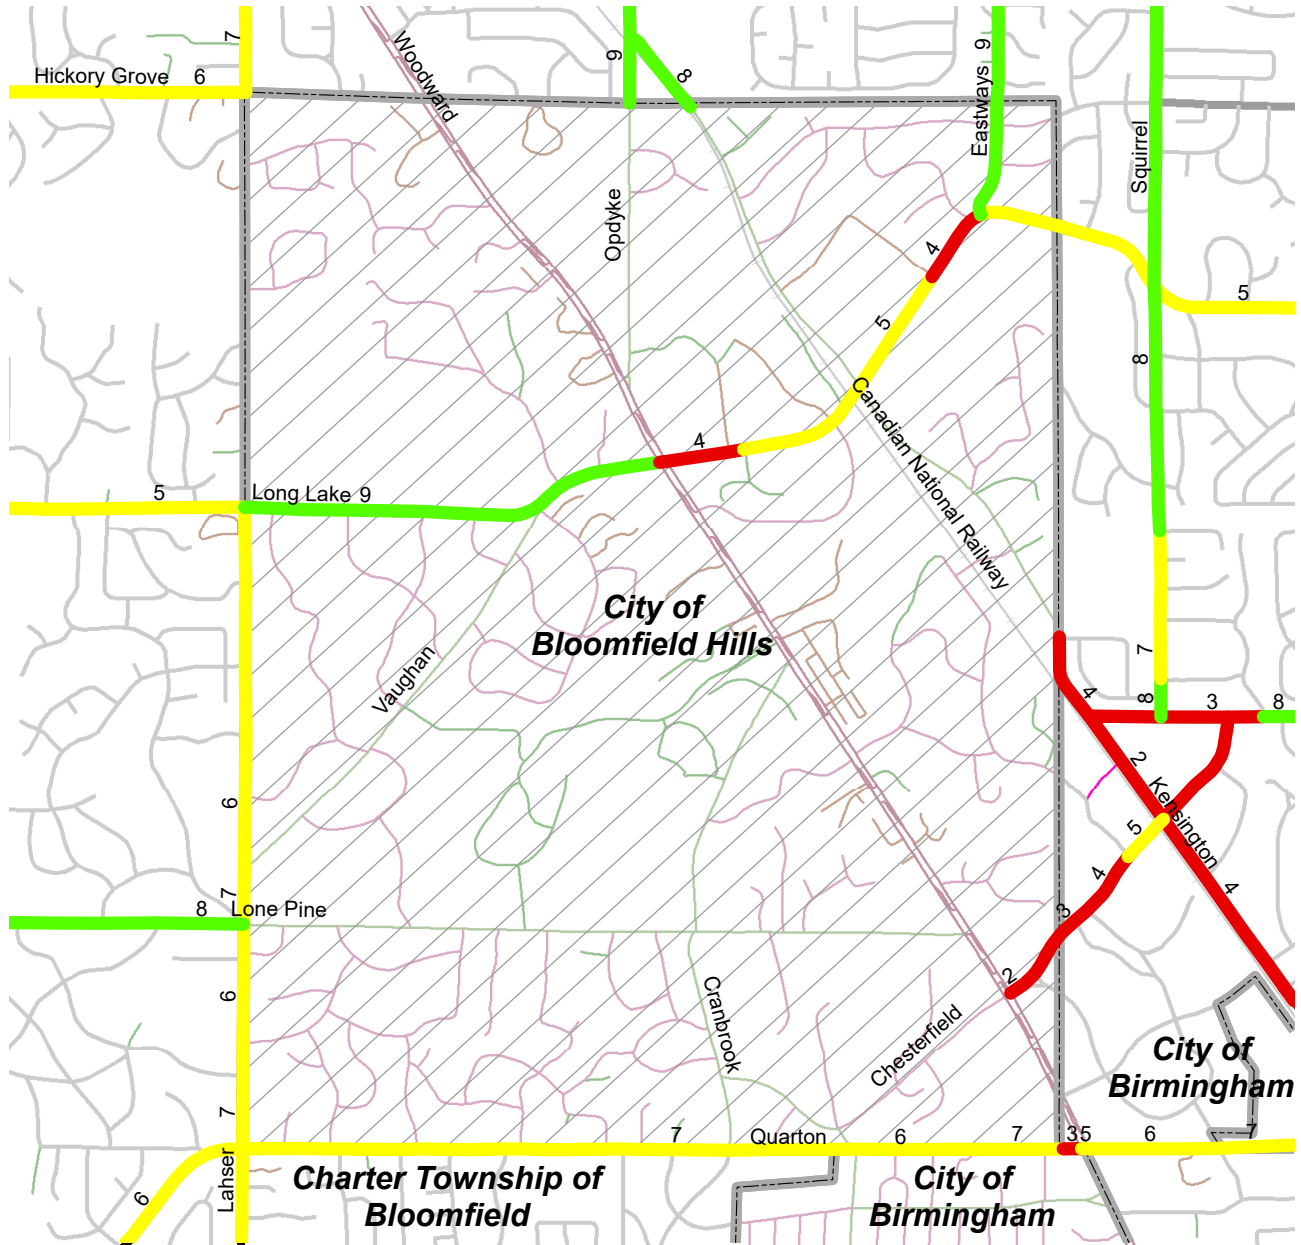 7
Hickory Grove 6
Woodward
9
8
Eastways 9
Squirrel
Opdyke
4
5
5
8
Canadian National Railway
4
5
Long Lake 9
City of
Bloomfield Hills
Vaughan
7
4
8
3
8
2
Kensington
6
5
4
4
7
3
8
Lone Pine
2
6
Cranbrook
Chesterfield
City of
Birmingham
7
7
Quarton
6
7
3
5
6
7
6
Lahser
Charter Township of
Bloomfield
City of
Birmingham